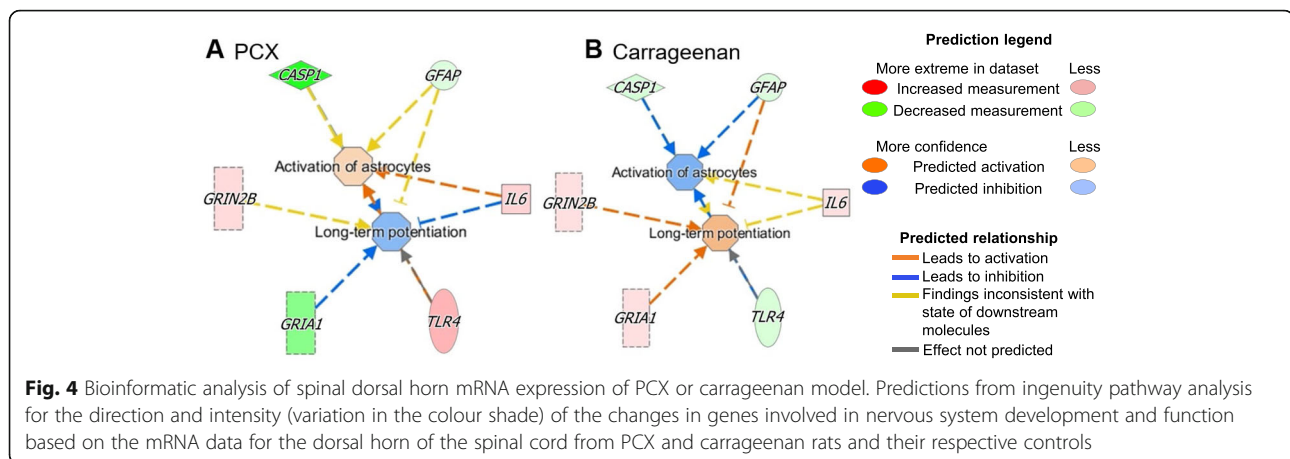 A PCX
CASP1
GFAP
Activation of astrocytes
GRIN2B
IL6
Long-term potentiation
GRIA1
TLR4
B Carrageenan
CASP1
GFAP
Activation of astrocytes
GRIN2B
IL6
Long-term potentiation
GRIA1
TLR4
Prediction legend
More extreme in dataset Less
Increased measurement
Decreased measurement
More confidence Less
Predicted activation
Predicted inhibition
Predicted relationship
Leads to activation
Leads to inhibition
Findings inconsistent with
state of downstream
molecules
Effect not predicted
Fig. 4 Bioinformatic analysis of spinal dorsal horn mRNA expression of PCX or carrageenan model. Predictions from ingenuity pathway analysis
for the direction and intensity (variation in the colour shade) of the changes in genes involved in nervous system development and function
based on the mRNA data for the dorsal horn of the spinal cord from PCX and carrageenan rats and their respective controls